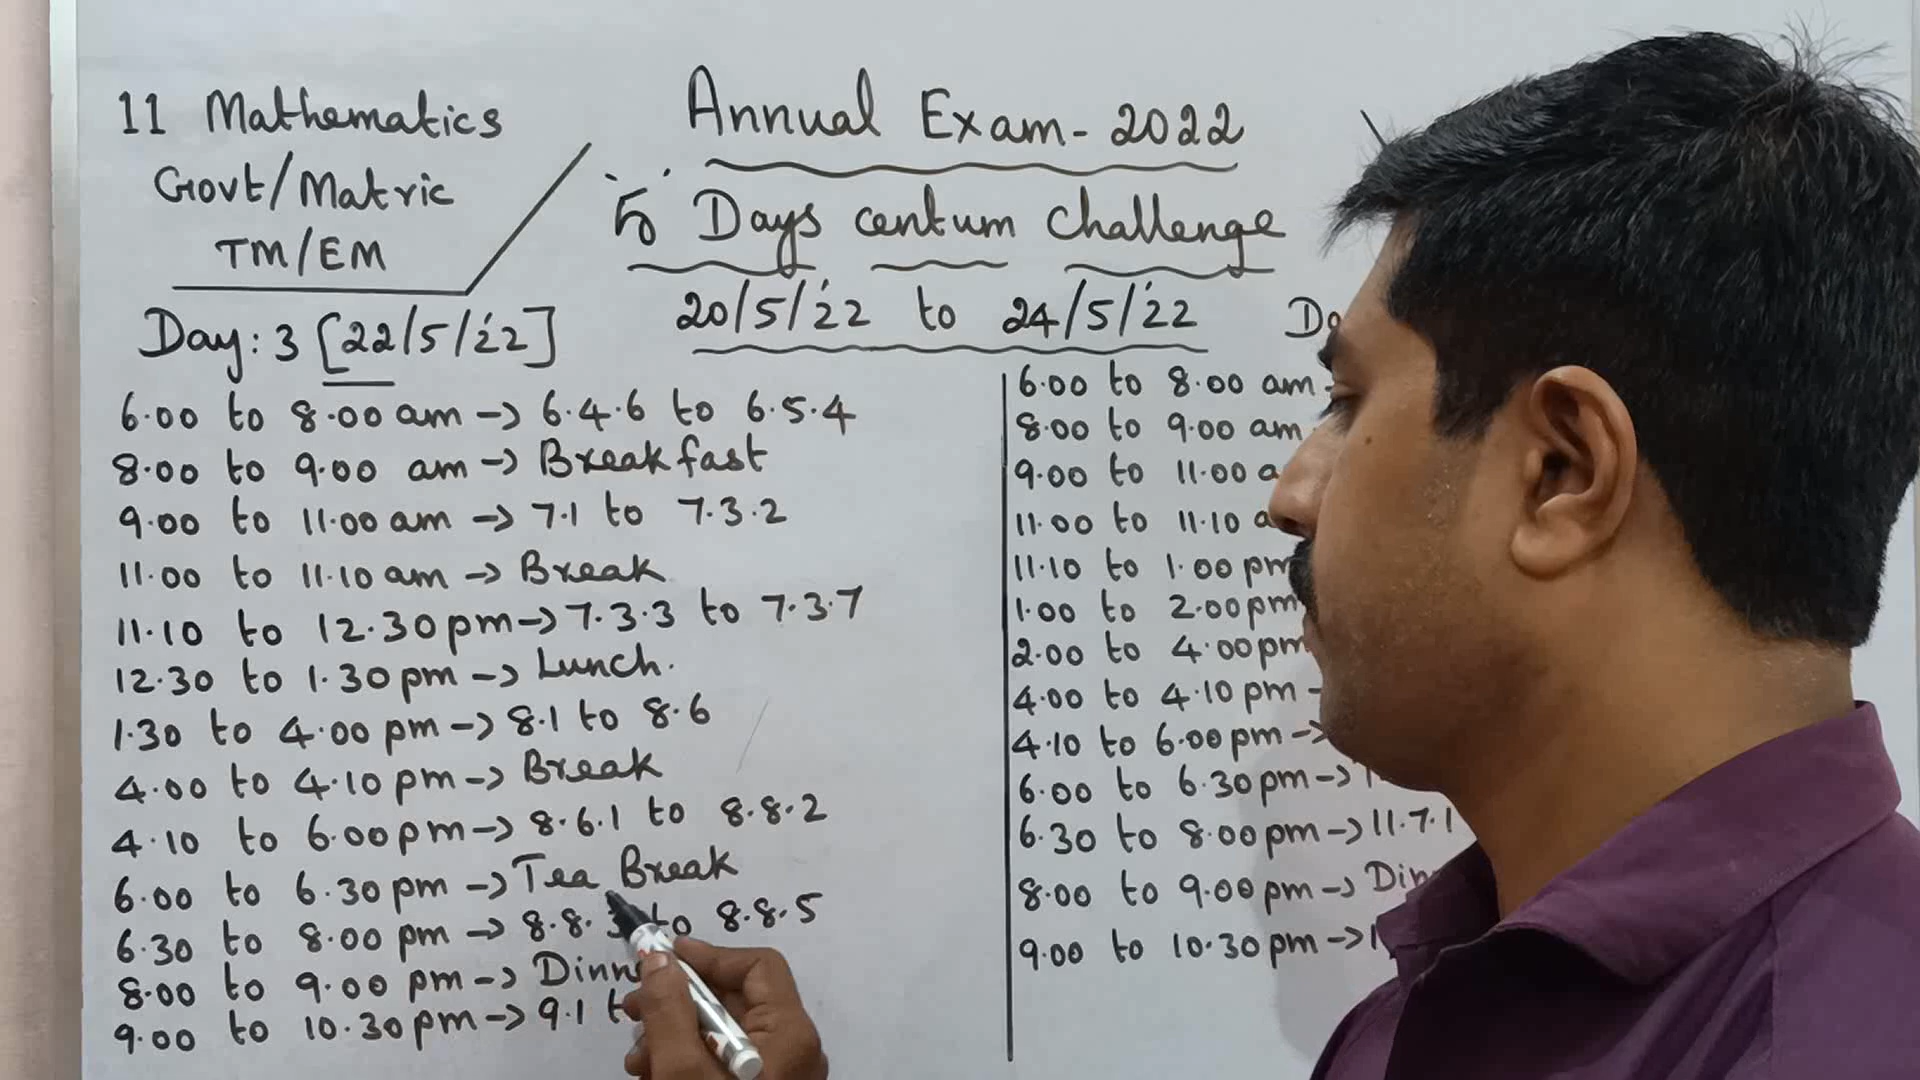 11 Mathematics
Govt/Matric
TM/EM
Annual Exam - 2022
5 Days centum challenge
20/5/'22 to 24/5/'22
Day: 3 [22/5/'22]
6.00 to 8.00 am → 6.4.6 to 6.5.4
8.00 to 9.00 am → Breakfast
9.00 to 11.00 am → 7.1 to 7.3.2
11.00 to 11.10 am → Break
11.10 to 12.30 pm → 7.3.3 to 7.3.7
12.30 to 1.30 pm → Lunch.
1.30 to 4.00 pm → 8.1 to 8.6
4.00 to 4.10 pm → Break
4.10 to 6.00 pm → 8.6.1 to 8.8.2
6.00 to 6.30 pm → Tea Break
6.30 to 8.00 pm → 8.8.3 to 8.8.5
8.00 to 9.00 pm →
9.00 to 10.30 pm → 9.1
6.00 to 8.00 am
8.00 to 9.00 am
9.00 to 11.00
11.00 to 11.10
11.10 to 1.00 pm
1.00 to 2.00 pm
2.00 to 4.00 pm
4.00 to 4.10 pm
4.10 to 6.00 pm →
6.00 to 6.30 pm →
6.30 to 8.00 pm → 11.7.1
8.00 to 9.00 pm →
9.00 to 10.30 pm →